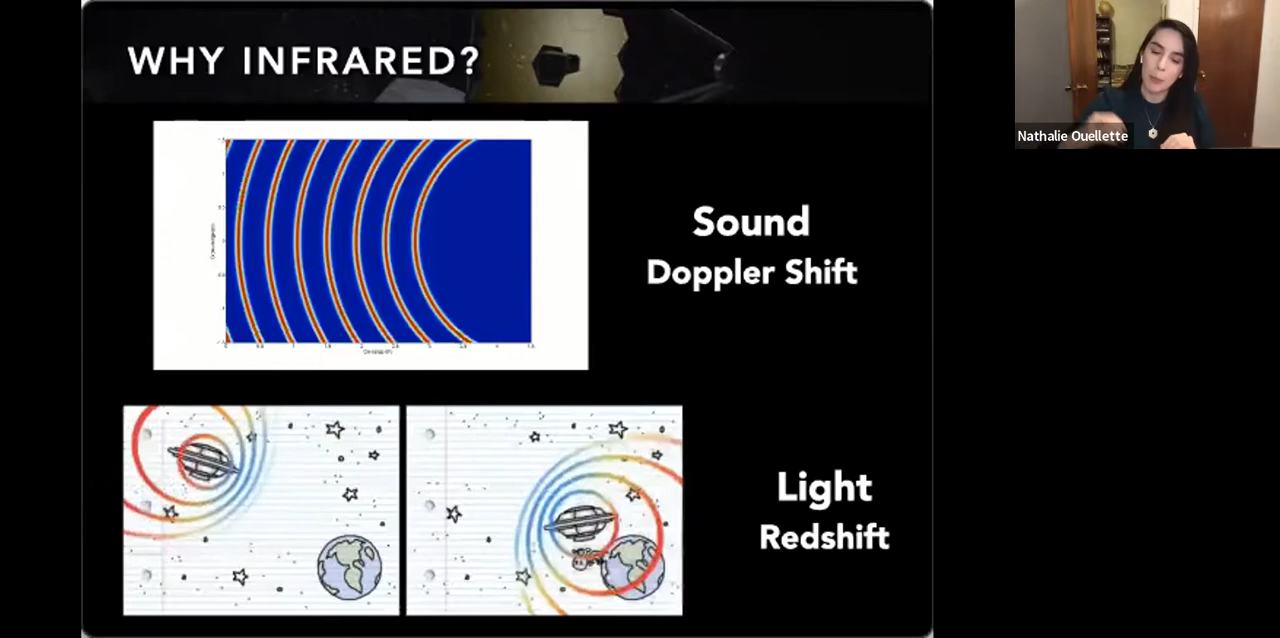 WHY INFRARED?
Nathalie Ouellette
Sound
Doppler Shift
Light
Redshift